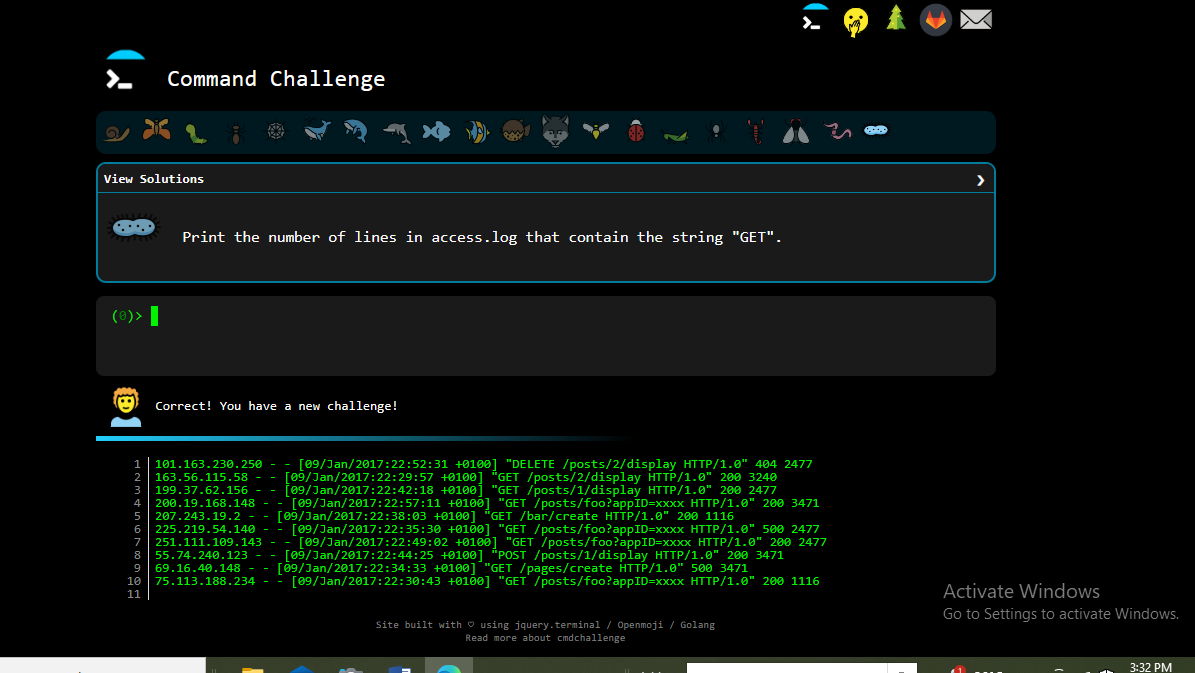 Command Challenge
View Solutions
Print the number of lines in access.log that contain the string "GET".
(0)>
Correct! You have a new challenge!
1 101.163.230.250 - - [09/Jan/2017:22:52:31 +0100] "DELETE /posts/2/display HTTP/1.0" 404 2477
2 163.56.115.58 - - [09/Jan/2017:22:29:57 +0100] "GET /posts/2/display HTTP/1.0" 200 3240
3 199.37.62.156 - - [09/Jan/2017:22:42:18 +0100] "GET /posts/1/display HTTP/1.0" 200 2477
4 200.19.168.148 - - [09/Jan/2017:22:57:11 +0100] "GET /posts/foo?appID=xxxx HTTP/1.0" 200 3471
5 207.243.19.2 - - [09/Jan/2017:22:38:03 +0100] "GET /bar/create HTTP/1.0" 200 1116
6 225.219.54.140 - - [09/Jan/2017:22:35:30 +0100] "GET /posts/foo?appID=xxxx HTTP/1.0" 500 2477
7 251.111.109.143 - - [09/Jan/2017:22:49:02 +0100] "GET /posts/foo?appID=xxxx HTTP/1.0" 200 2477
8 55.74.240.123 - - [09/Jan/2017:22:44:25 +0100] "POST /posts/1/display HTTP/1.0" 200 3471
9 69.16.40.148 - - [09/Jan/2017:22:34:33 +0100] "GET /pages/create HTTP/1.0" 500 3471
10 75.113.188.234 - - [09/Jan/2017:22:30:43 +0100] "GET /posts/foo?appID=xxxx HTTP/1.0" 200 1116
11
Activate Windows
Go to Settings to activate Windows.
Site built with ♡ using jquery.terminal / Openmoji / Golang
Read more about cmdchallenge
3:32 PM